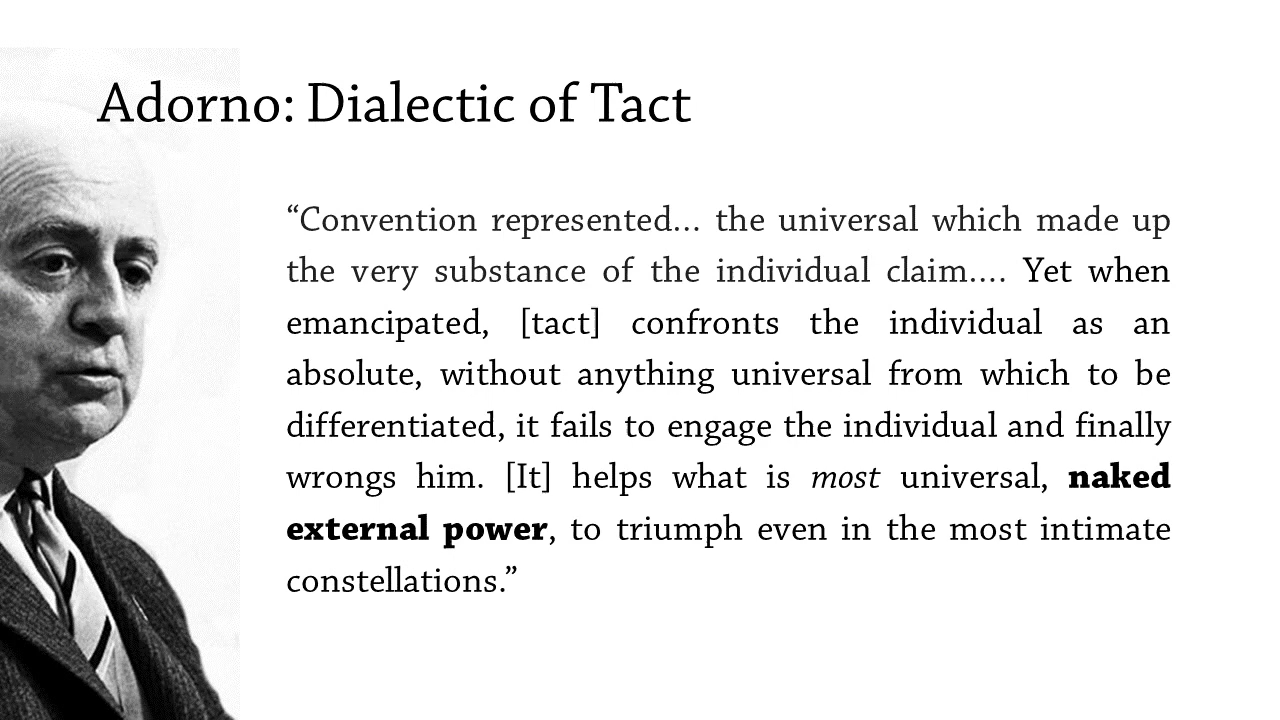 Adorno: Dialectic of Tact
“Convention represented… the universal which made up
the very substance of the individual claim…. Yet when
emancipated, [tact] confronts the individual as an
absolute, without anything universal from which to be
differentiated, it fails to engage the individual and finally
wrongs him. [It] helps what is most universal, naked
external power, to triumph even in the most intimate
constellations.”